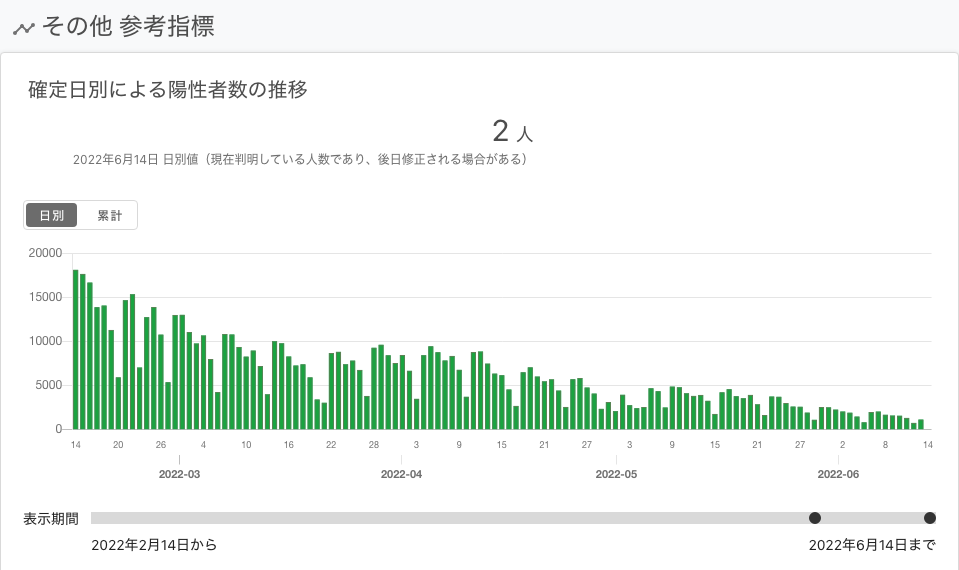 その他 参考指標
確定日別による陽性者数の推移
2 人
2022年6月14日 日別値（現在判明している人数であり、後日修正される場合がある）
日別 累計
20000
15000
10000
5000
0
14 20 26 4 10 16 22 28 3 9 15 21 27 3 9 15 21 27 2 8 14
2022-03 2022-04 2022-05 2022-06
表示期間
2022年2月14日から 2022年6月14日まで